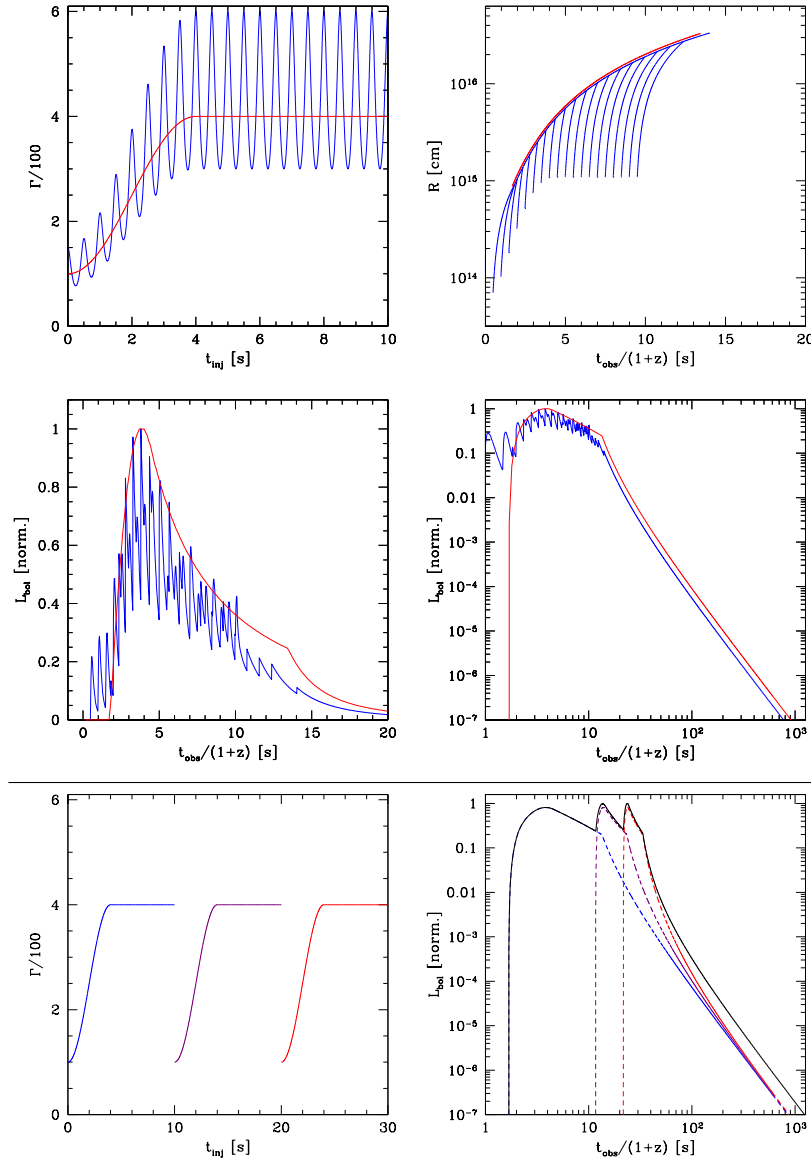 6
4
2
0
Γ/100
0 2 4 6 8 10
t_inj [s]
10^16
10^15
10^14
R [cm]
0 5 10 15 20
t_obs/(1+z) [s]
1
0.8
0.6
0.4
0.2
0
L_bol [norm.]
0 5 10 15 20
t_obs/(1+z) [s]
1
0.1
0.01
10^-3
10^-4
10^-5
10^-6
10^-7
L_bol [norm.]
1 10 10^2 10^3
t_obs/(1+z) [s]
6
4
2
0
Γ/100
0 10 20 30
t_inj [s]
1
0.1
0.01
10^-3
10^-4
10^-5
10^-6
10^-7
L_bol [norm.]
1 10 10^2 10^3
t_obs/(1+z) [s]